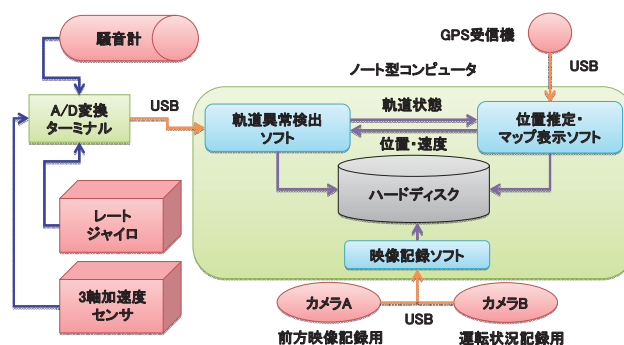 騒音計
GPS受信機
ノート型コンピュータ
USB
A/D変換
ターミナル
USB
軌道異常検出
ソフト
軌道状態
位置・速度
位置推定・
マップ表示ソフト
ハードディスク
レート
ジャイロ
映像記録ソフト
3軸加速度
センサ
カメラA
カメラB
USB
前方映像記録用
運転状況記録用